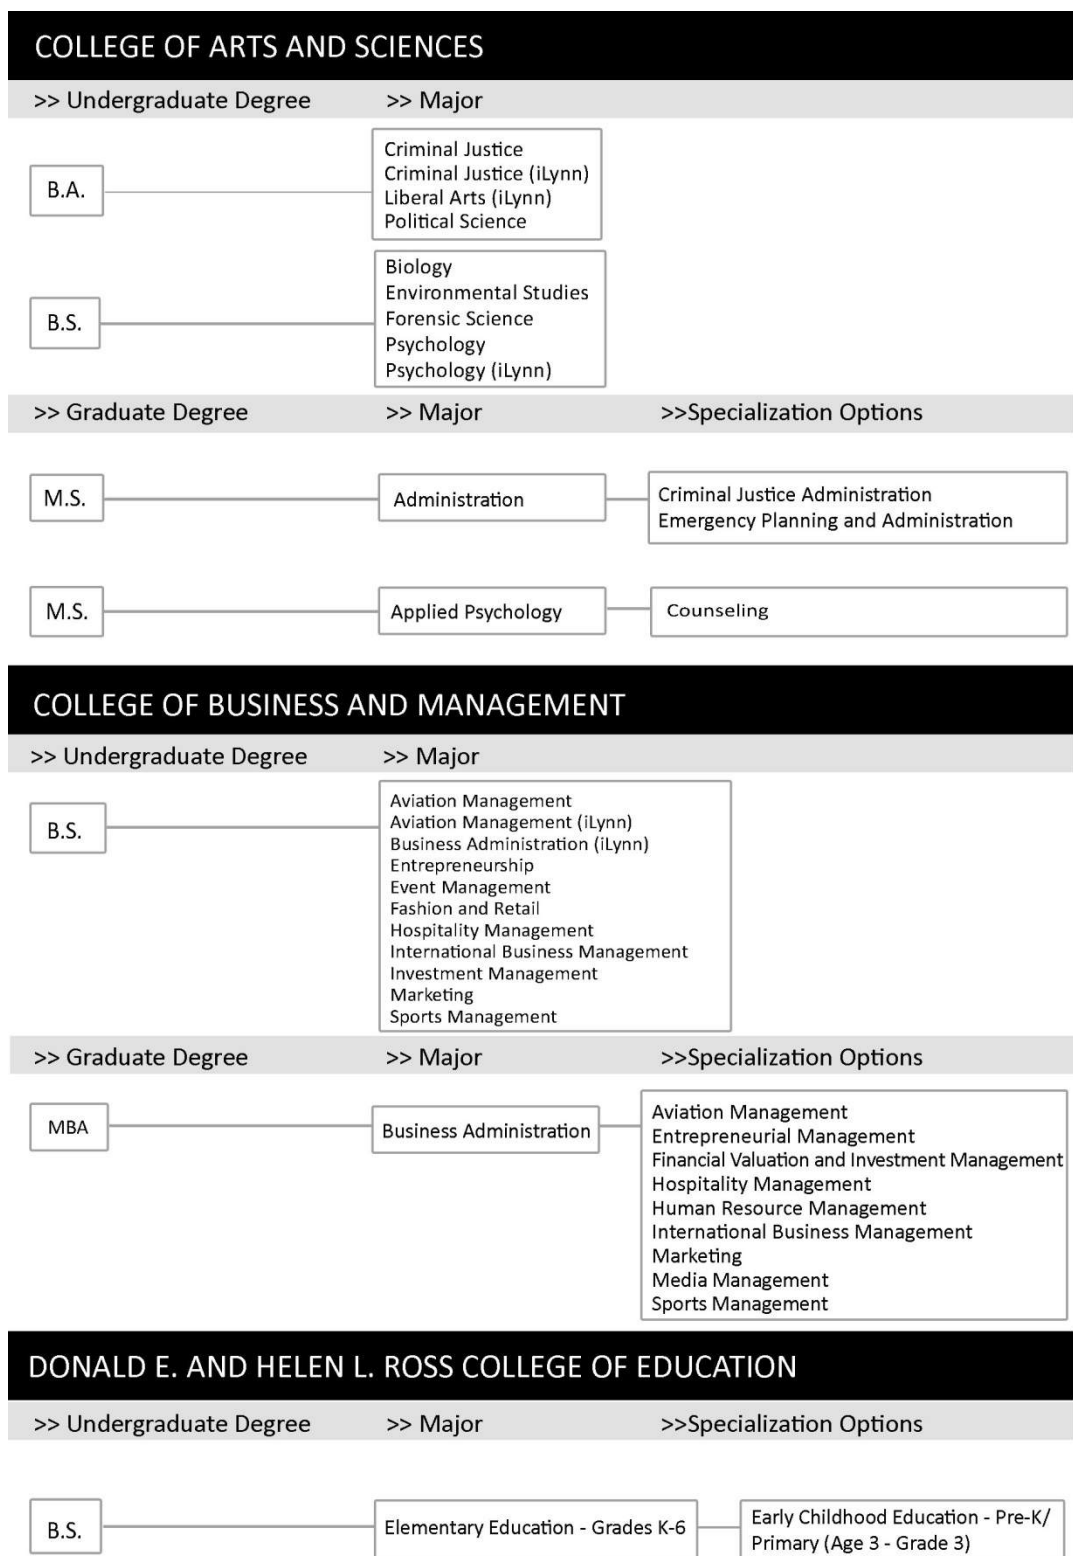 COLLEGE OF ARTS AND SCIENCES
>> Undergraduate Degree >> Major
B.A.
Criminal Justice
Criminal Justice (iLynn)
Liberal Arts (iLynn)
Political Science
B.S.
Biology
Environmental Studies
Forensic Science
Psychology
Psychology (iLynn)
>> Graduate Degree >> Major >>Specialization Options
M.S.
Administration
Criminal Justice Administration
Emergency Planning and Administration
M.S.
Applied Psychology
Counseling
COLLEGE OF BUSINESS AND MANAGEMENT
>> Undergraduate Degree >> Major
B.S.
Aviation Management
Aviation Management (iLynn)
Business Administration (iLynn)
Entrepreneurship
Event Management
Fashion and Retail
Hospitality Management
International Business Management
Investment Management
Marketing
Sports Management
>> Graduate Degree >> Major >>Specialization Options
MBA
Business Administration
Aviation Management
Entrepreneurial Management
Financial Valuation and Investment Management
Hospitality Management
Human Resource Management
International Business Management
Marketing
Media Management
Sports Management
DONALD E. AND HELEN L. ROSS COLLEGE OF EDUCATION
>> Undergraduate Degree >> Major >>Specialization Options
B.S.
Elementary Education - Grades K-6
Early Childhood Education - Pre-K/
Primary (Age 3 - Grade 3)